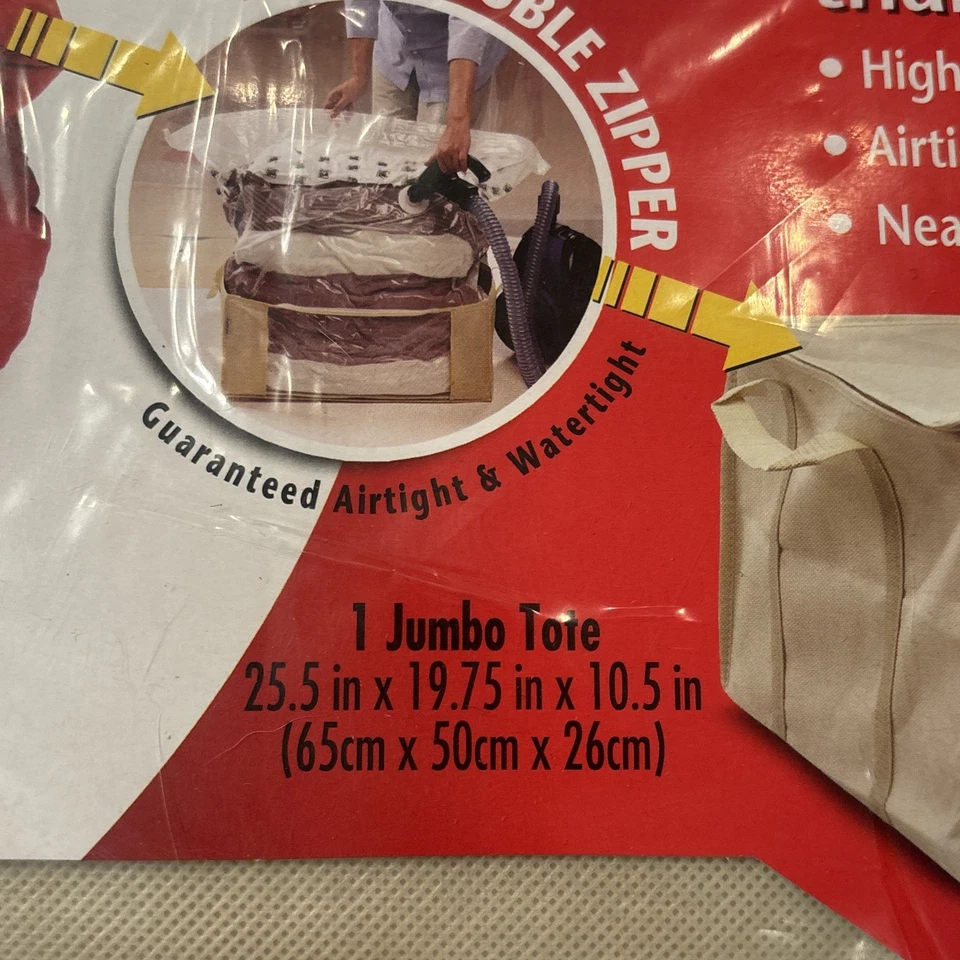 ZIPPER
• High
• Airti
• Nea
Guaranteed Airtight & Watertight
1 Jumbo Tote
25.5 in x 19.75 in x 10.5 in
(65cm x 50cm x 26cm)